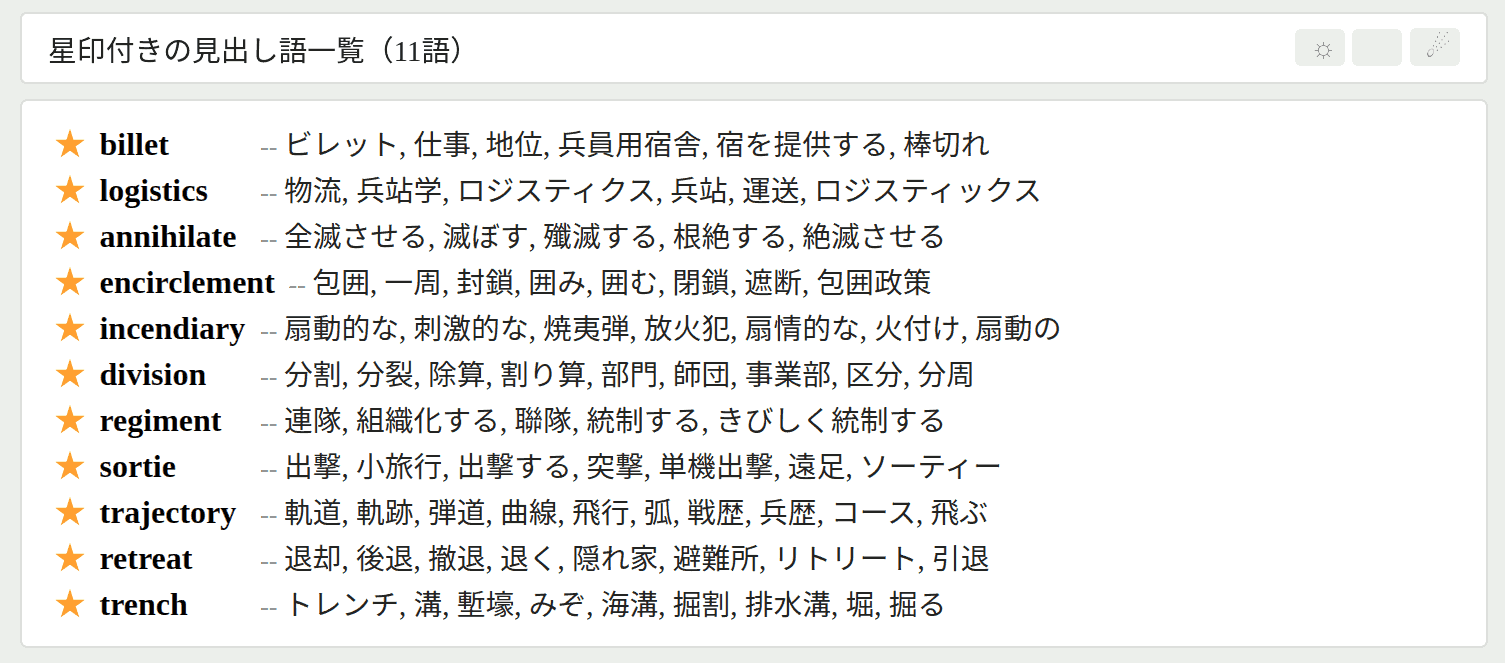 星印付きの見出し語一覧（11語）
★ billet -- ビレット, 仕事, 地位, 兵員用宿舎, 宿を提供する, 棒切れ
★ logistics -- 物流, 兵站学, ロジスティクス, 兵站, 運送, ロジスティックス
★ annihilate -- 全滅させる, 滅ぼす, 殲滅する, 根絶する, 絶滅させる
★ encirclement -- 包囲, 一周, 封鎖, 囲み, 囲む, 閉鎖, 遮断, 包囲政策
★ incendiary -- 扇動的な, 刺激的な, 焼夷弾, 放火犯, 扇情的な, 火付け, 扇動の
★ division -- 分割, 分裂, 除算, 割り算, 部門, 師団, 事業部, 区分, 分周
★ regiment -- 連隊, 組織化する, 聯隊, 統制する, きびしく統制する
★ sortie -- 出撃, 小旅行, 出撃する, 突撃, 単機出撃, 遠足, ソーティー
★ trajectory -- 軌道, 軌跡, 弾道, 曲線, 飛行, 弧, 戦歴, 兵歴, コース, 飛ぶ
★ retreat -- 退却, 後退, 撤退, 退く, 隠れ家, 避難所, リトリート, 引退
★ trench -- トレンチ, 溝, 塹壕, みぞ, 海溝, 掘割, 排水溝, 堀, 掘る